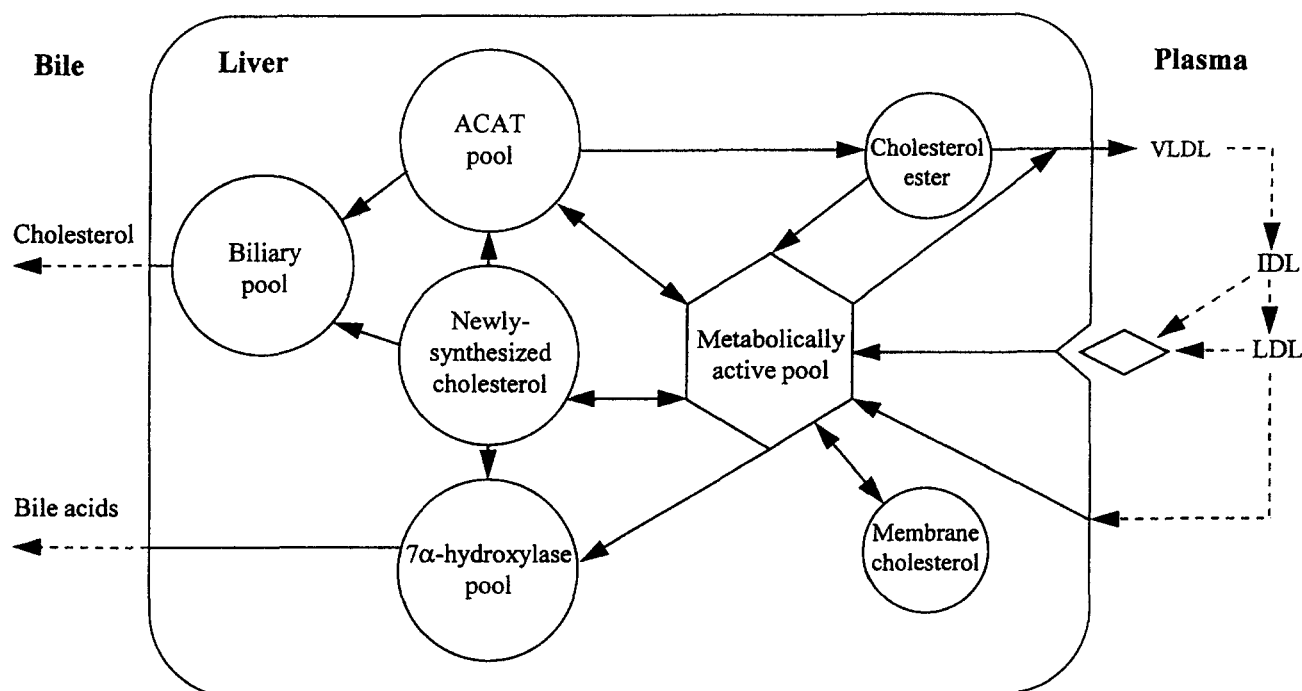 Bile
Liver
Plasma
ACAT
pool
Cholesterol
ester
VLDL
Cholesterol
Biliary
pool
IDL
Newly-
synthesized
cholesterol
Metabolically
active pool
LDL
Bile acids
7α-hydroxylase
pool
Membrane
cholesterol